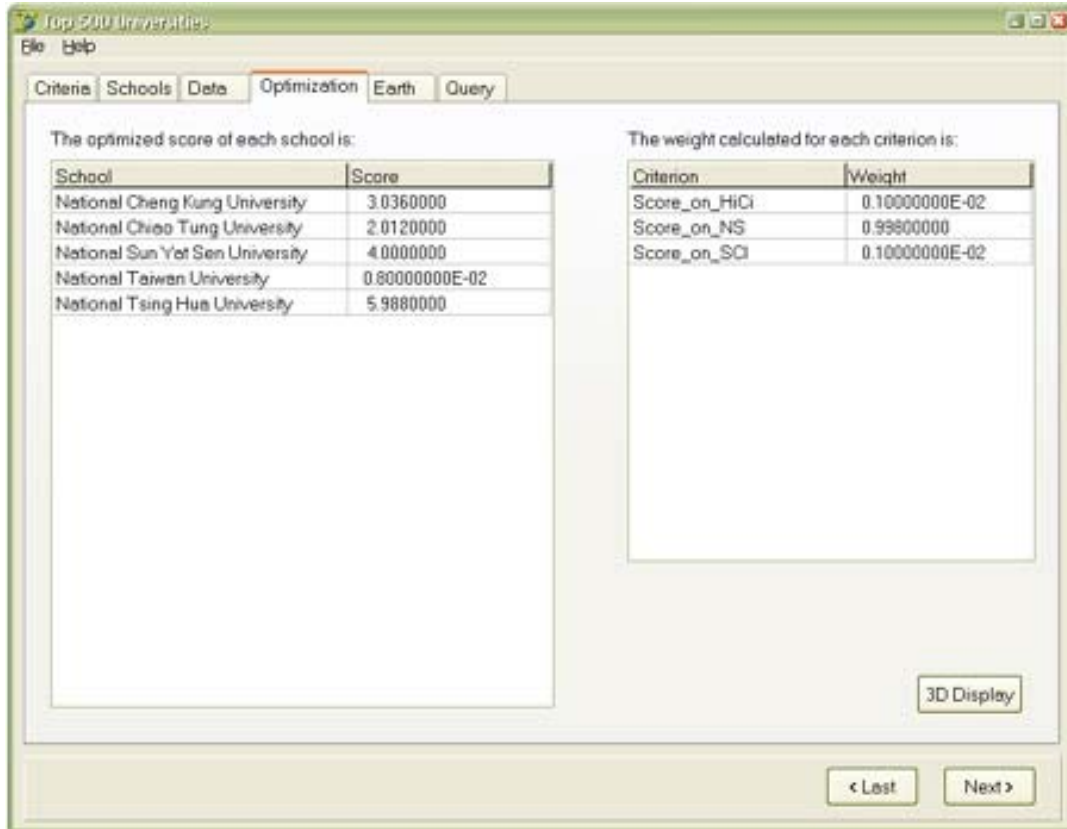 Top 500 Universities
File Help
Criteria Schools Data Optimization Earth Query
The optimized score of each school is:
School Score
National Cheng Kung University 3.0360000
National Chiao Tung University 2.0120000
National Sun Yat Sen University 4.0000000
National Taiwan University 0.80000000E-02
National Tsing Hua University 5.9880000
The weight calculated for each criterion is:
Criterion Weight
Score_on_HiCi 0.10000000E-02
Score_on_NS 0.99800000
Score_on_SCI 0.10000000E-02
3D Display
< Last Next >